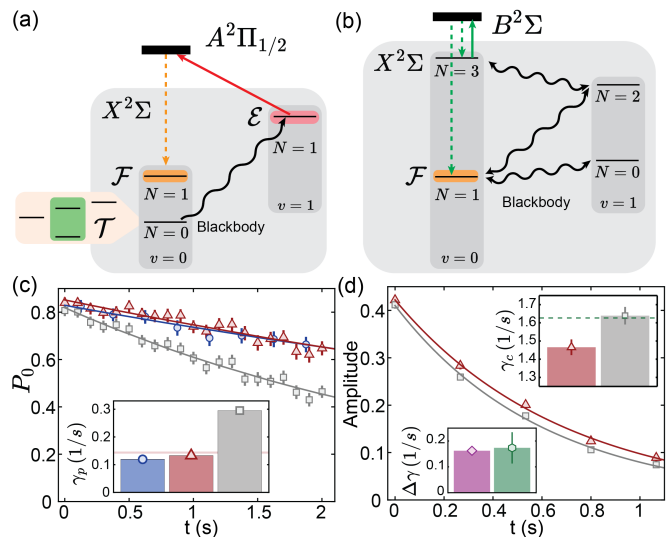 (a)
A²Π₁/₂
X²Σ
ℰ
N = 1
ℱ
N = 1
𝒯
N = 0
Blackbody
v = 1
v = 0
(b)
B²Σ
X²Σ
N = 3
N = 2
ℱ
N = 1
N = 0
Blackbody
v = 1
v = 0
(c)
P₀
0.8
0.6
0.4
0
0.5
1
1.5
2
t (s)
γₚ (1/s)
0.3
0.2
0.1
0
(d)
Amplitude
0.4
0.3
0.2
0.1
0
0
0.2
0.4
0.6
0.8
1
t (s)
γ_c (1/s)
1.7
1.6
1.5
1.4
1.3
Δγ (1/s)
0.2
0.1
0